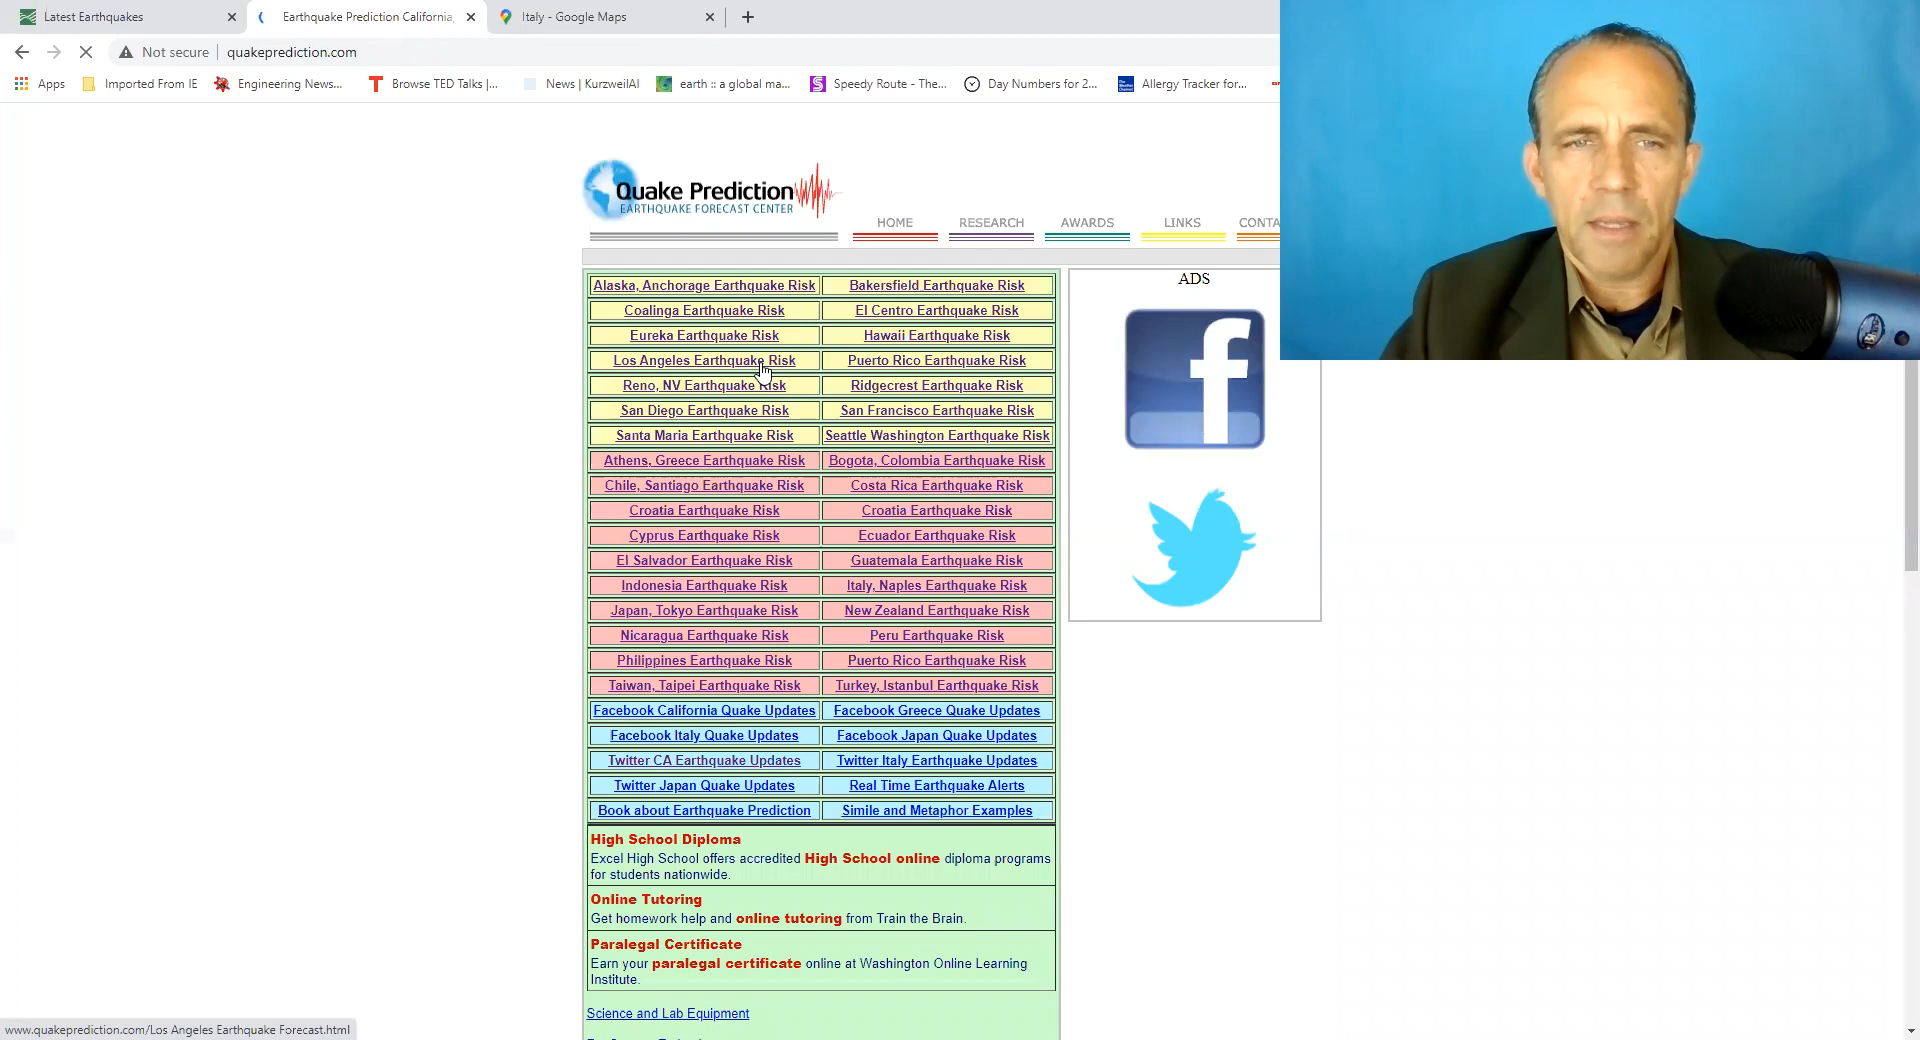 Latest Earthquakes
Earthquake Prediction California,
Italy - Google Maps
Not secure
quakeprediction.com
Apps
Imported From IE
Engineering News...
Browse TED Talks |...
News | KurzweilAI
earth :: a global ma...
Speedy Route - The...
Day Numbers for 2...
Allergy Tracker for...
Quake Prediction
EARTHQUAKE FORECAST CENTER
HOME RESEARCH AWARDS LINKS CONTA
Alaska, Anchorage Earthquake Risk Bakersfield Earthquake Risk
Coalinga Earthquake Risk El Centro Earthquake Risk
Eureka Earthquake Risk Hawaii Earthquake Risk
Los Angeles Earthquake Risk Puerto Rico Earthquake Risk
Reno, NV Earthquake Risk Ridgecrest Earthquake Risk
San Diego Earthquake Risk San Francisco Earthquake Risk
Santa Maria Earthquake Risk Seattle Washington Earthquake Risk
Athens, Greece Earthquake Risk Bogota, Colombia Earthquake Risk
Chile, Santiago Earthquake Risk Costa Rica Earthquake Risk
Croatia Earthquake Risk Croatia Earthquake Risk
Cyprus Earthquake Risk Ecuador Earthquake Risk
El Salvador Earthquake Risk Guatemala Earthquake Risk
Indonesia Earthquake Risk Italy, Naples Earthquake Risk
Japan, Tokyo Earthquake Risk New Zealand Earthquake Risk
Nicaragua Earthquake Risk Peru Earthquake Risk
Philippines Earthquake Risk Puerto Rico Earthquake Risk
Taiwan, Taipei Earthquake Risk Turkey, Istanbul Earthquake Risk
Facebook California Quake Updates Facebook Greece Quake Updates
Facebook Italy Quake Updates Facebook Japan Quake Updates
Twitter CA Earthquake Updates Twitter Italy Earthquake Updates
Twitter Japan Quake Updates Real Time Earthquake Alerts
Book about Earthquake Prediction Simile and Metaphor Examples
High School Diploma
Excel High School offers accredited High School online diploma programs
for students nationwide.
Online Tutoring
Get homework help and online tutoring from Train the Brain.
Paralegal Certificate
Earn your paralegal certificate online at Washington Online Learning
Institute.
Science and Lab Equipment
ADS
www.quakeprediction.com/Los Angeles Earthquake Forecast.html